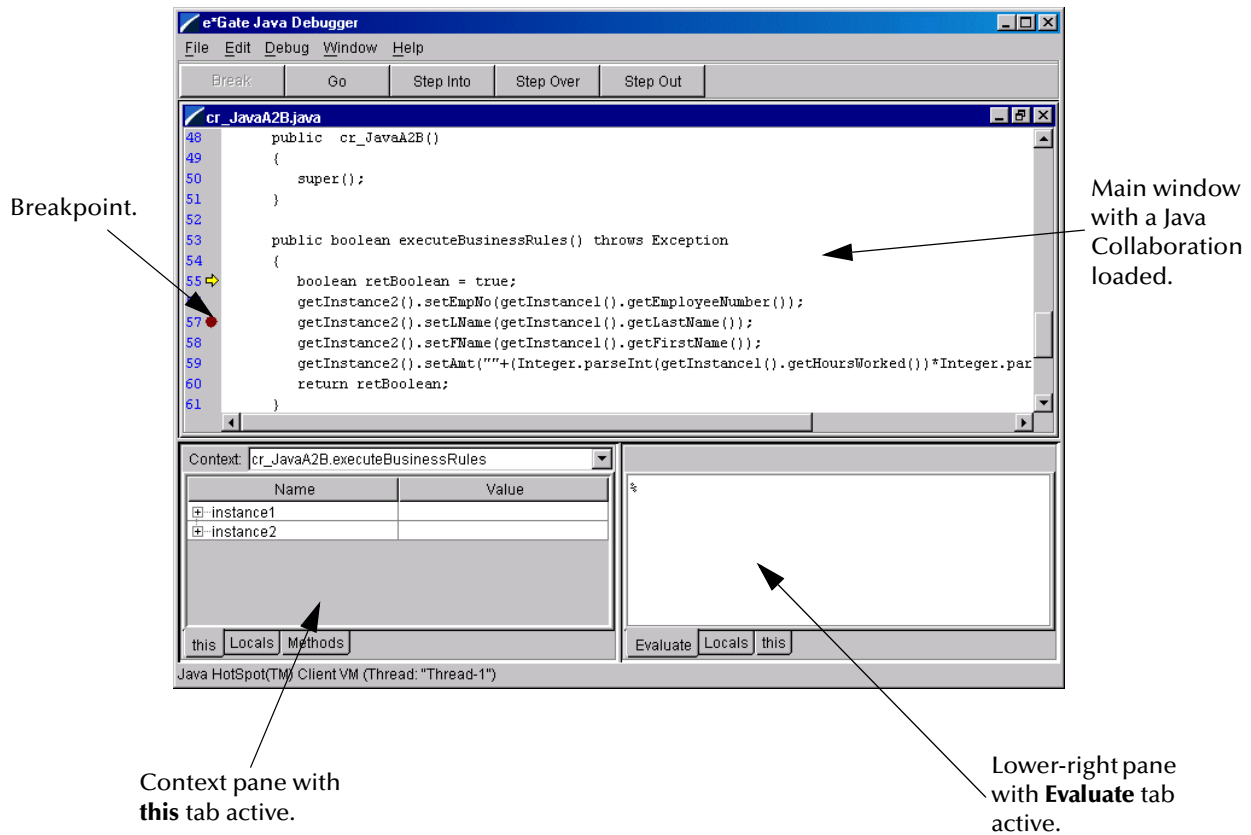 e*Gate Java Debugger
File Edit Debug Window Help
Break Go Step Into Step Over Step Out
cr_JavaA2B.java
48 public cr_JavaA2B()
49 {
50 super();
51 }
52
53 public boolean executeBusinessRules() throws Exception
54 {
55 boolean retBoolean = true;
getInstance2().setEmpNo(getInstance1().getEmployeeNumber());
57 getInstance2().setLName(getInstance1().getLastName());
58 getInstance2().setFName(getInstance1().getFirstName());
59 getInstance2().setAmt(""+(Integer.parseInt(getInstance1().getHoursWorked())*Integer.par
60 return retBoolean;
61 }
Breakpoint.
Main window
with a Java
Collaboration
loaded.
Context: cr_JavaA2B.executeBusinessRules
Name Value
instance1
instance2
this Locals Methods
%
Evaluate Locals this
Java HotSpot(TM) Client VM (Thread: "Thread-1")
Context pane with
this tab active.
Lower-right pane
with Evaluate tab
active.